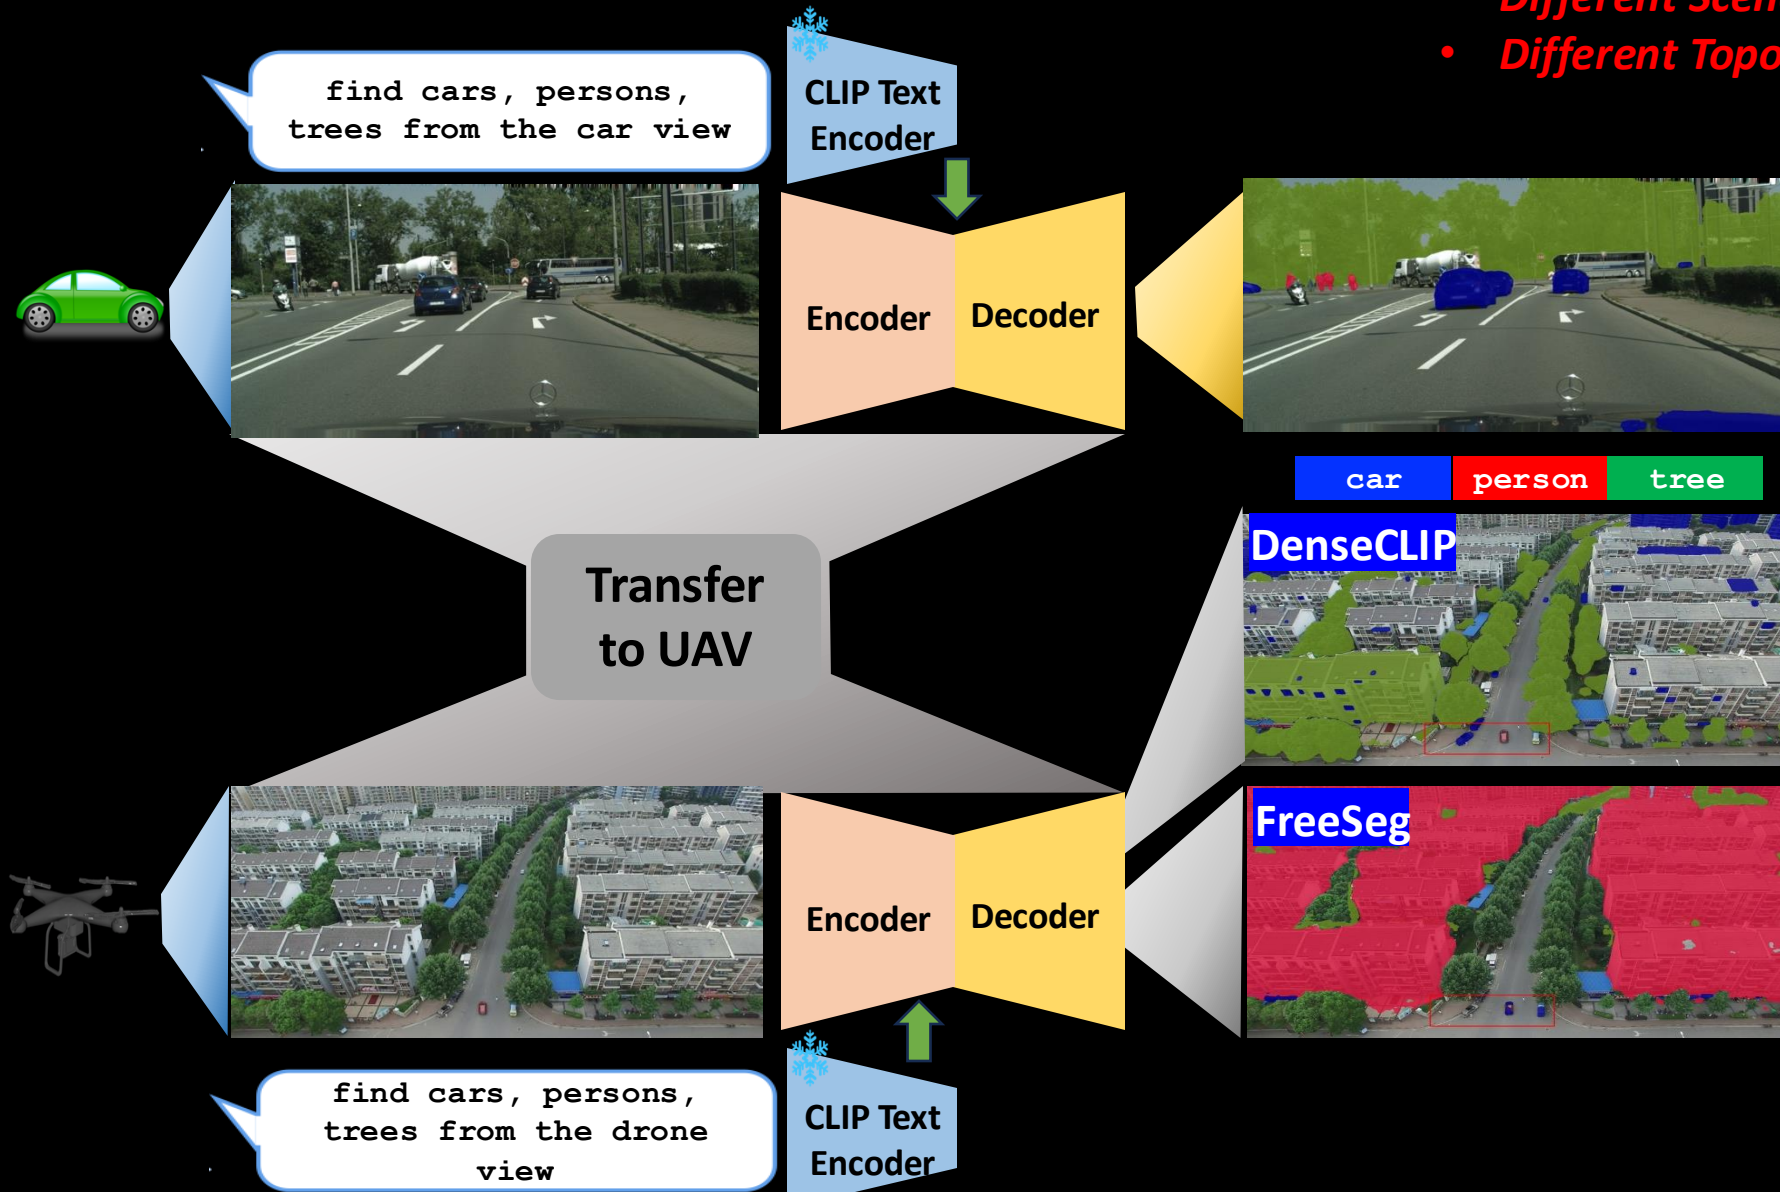 Different
• Different
find cars, persons,
trees from the car view
CLIP Text
Encoder
Encoder
Decoder
car
person
tree
DenseCLIP
Transfer
to UAV
FreeSeg
Encoder
Decoder
find cars, persons,
trees from the drone
view
CLIP Text
Encoder